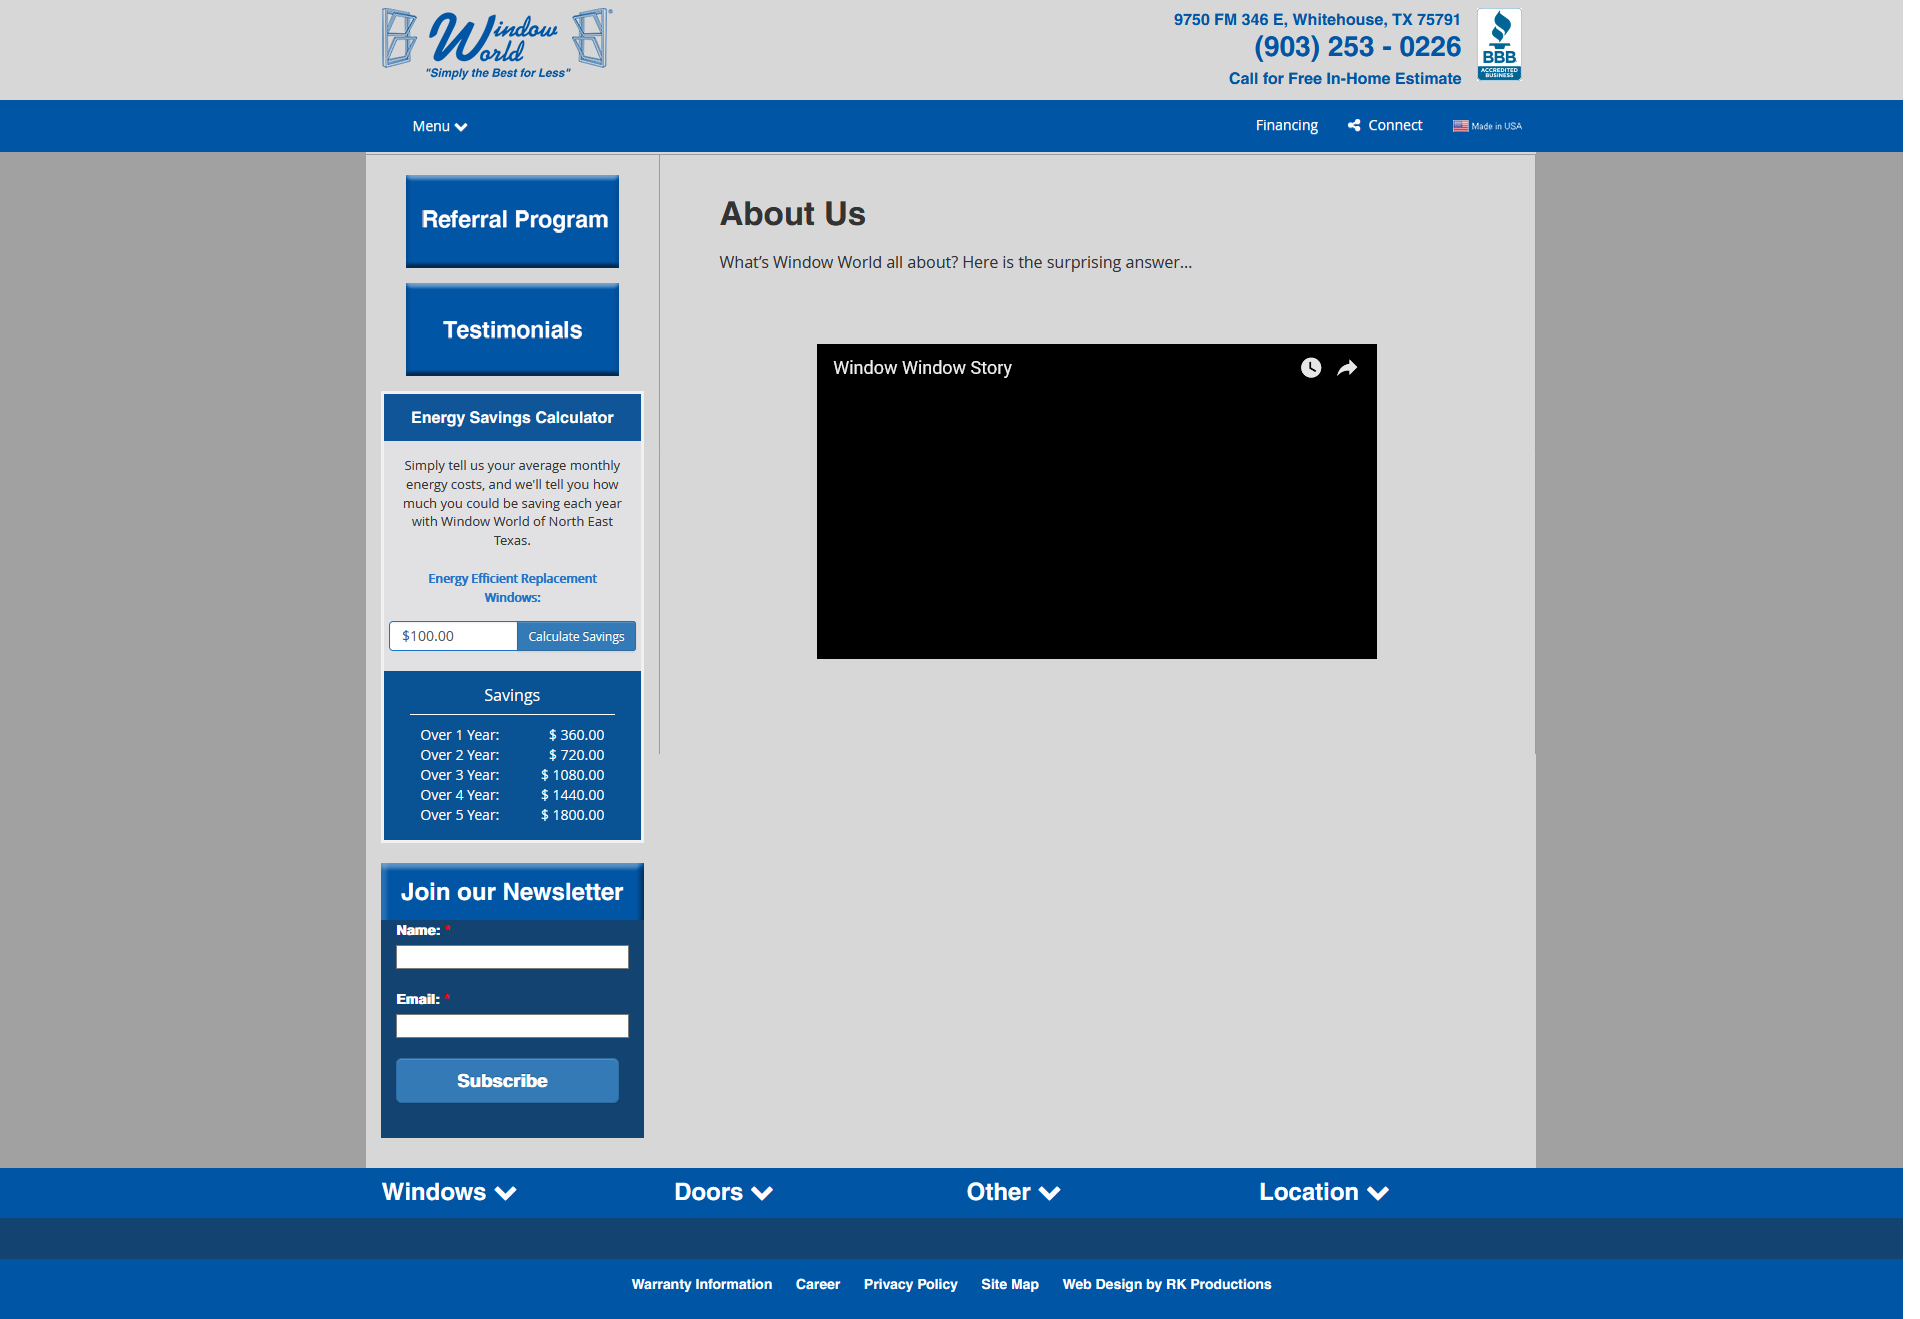 Window World
"Simply the Best for Less"
9750 FM 346 E, Whitehouse, TX 75791
(903) 253 - 0226
Call for Free In-Home Estimate
BBB
ACCREDITED
BUSINESS
Menu
Financing
Connect
Made in USA
Referral Program
Testimonials
Energy Savings Calculator
Simply tell us your average monthly
energy costs, and we'll tell you how
much you could be saving each year
with Window World of North East
Texas.
Energy Efficient Replacement
Windows:
$100.00
Calculate Savings
Savings
Over 1 Year: $ 360.00
Over 2 Year: $ 720.00
Over 3 Year: $ 1080.00
Over 4 Year: $ 1440.00
Over 5 Year: $ 1800.00
Join our Newsletter
Name: *
Email: *
Subscribe
About Us
What's Window World all about? Here is the surprising answer...
Window Window Story
Windows
Doors
Other
Location
Warranty Information
Career
Privacy Policy
Site Map
Web Design by RK Productions